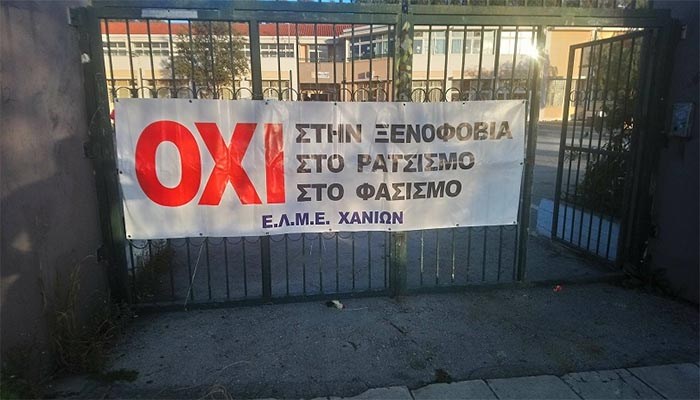 ΟΧΙ
ΣΤΗΝ ΞΕΝΟΦΟΒΙΑ
ΣΤΟ ΡΑΤΣΙΣΜΟ
ΣΤΟ ΦΑΣΙΣΜΟ
Ε.Λ.Μ.Ε. ΧΑΝΙΩΝ